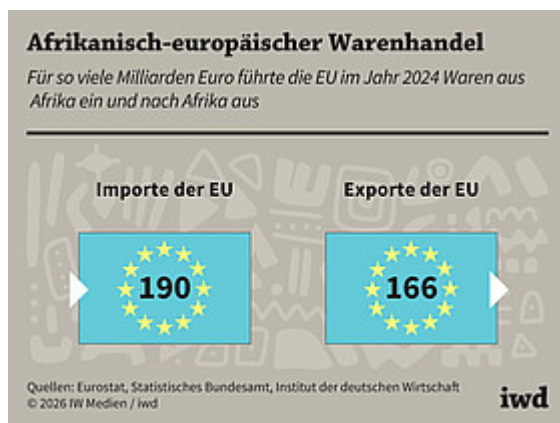 Afrikanisch-europäischer Warenhandel
Für so viele Milliarden Euro führte die EU im Jahr 2024 Waren aus
Afrika ein und nach Afrika aus
Importe der EU
Exporte der EU
190
166
Quellen: Eurostat, Statistisches Bundesamt, Institut der deutschen Wirtschaft
© 2026 IW Medien / iwd
iwd